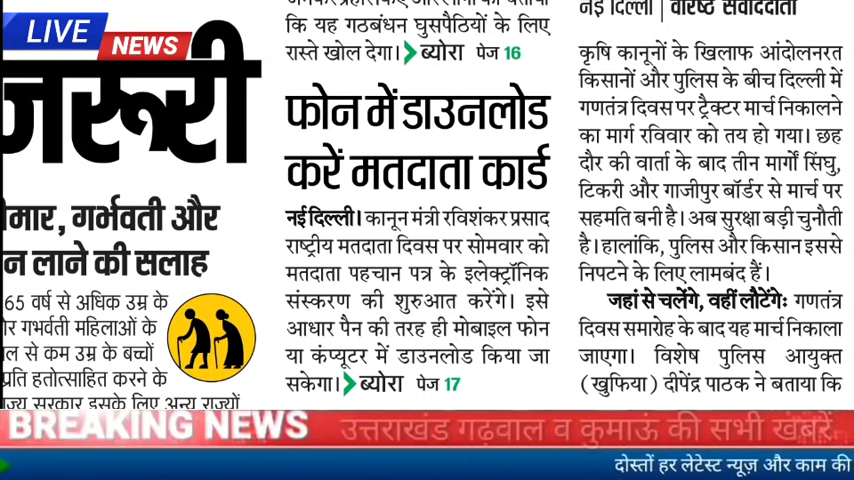 LIVE
NEWS
जरूरी
गर्भवती और
लाने की सलाह
65 वर्ष से अधिक उम्र के
गर्भवती महिलाओं के
से कम उम्र के बच्चों
प्रति हतोत्साहित करने के
सरकार इसके लिए अन्य राज्यों
कि यह गठबंधन घुसपैठियों के लिए
रास्ते खोल देगा। ब्योरा पेज 16
फोन में डाउनलोड
करें मतदाता कार्ड
नई दिल्ली। कानून मंत्री रविशंकर प्रसाद
राष्ट्रीय मतदाता दिवस पर सोमवार को
मतदाता पहचान पत्र के इलेक्ट्रॉनिक
संस्करण की शुरुआत करेंगे। इसे
आधार पैन की तरह ही मोबाइल फोन
या कंप्यूटर में डाउनलोड किया जा
सकेगा। ब्योरा पेज 17
नई दिल्ली | वरिष्ठ संवाददाता
कृषि कानूनों के खिलाफ आंदोलनरत
किसानों और पुलिस के बीच दिल्ली में
गणतंत्र दिवस पर ट्रैक्टर मार्च निकालने
का मार्ग रविवार को तय हो गया। छह
दौर की वार्ता के बाद तीन मार्गों सिंघु,
टिकरी और गाजीपुर बॉर्डर से मार्च पर
सहमति बनी है। अब सुरक्षा बड़ी चुनौती
है। हालांकि, पुलिस और किसान इससे
निपटने के लिए लामबंद हैं।
जहां से चलेंगे, वहीं लौटेंगे: गणतंत्र
दिवस समारोह के बाद यह मार्च निकाला
जाएगा। विशेष पुलिस आयुक्त
(खुफिया) दीपेंद्र पाठक ने बताया कि
BREAKING NEWS उत्तराखंड गढ़वाल व कुमाऊं की सभी खबरें
दोस्तों हर लेटेस्ट न्यूज़ और काम की